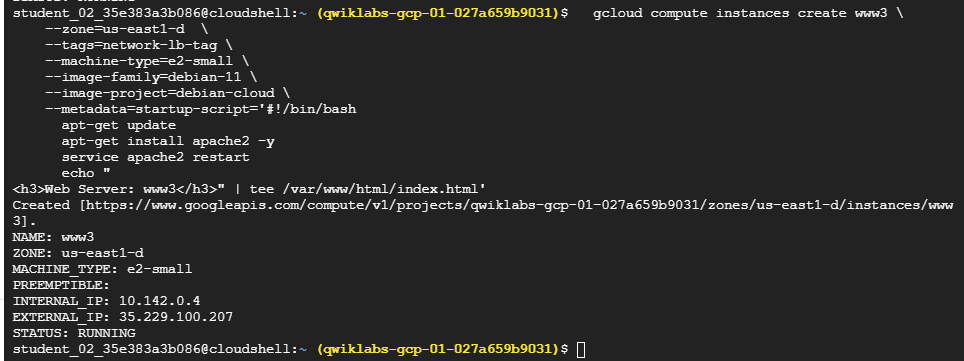 student_02_35e383a3b086@cloudshell:~ (qwiklabs-gcp-01-027a659b9031)$   gcloud compute instances create www3 \
    --zone=us-east1-d  \
    --tags=network-lb-tag \
    --machine-type=e2-small \
    --image-family=debian-11 \
    --image-project=debian-cloud \
    --metadata=startup-script='#!/bin/bash
      apt-get update
      apt-get install apache2 -y
      service apache2 restart
      echo "
<h3>Web Server: www3</h3>" | tee /var/www/html/index.html'
Created [https://www.googleapis.com/compute/v1/projects/qwiklabs-gcp-01-027a659b9031/zones/us-east1-d/instances/www
3].
NAME: www3
ZONE: us-east1-d
MACHINE_TYPE: e2-small
PREEMPTIBLE:
INTERNAL_IP: 10.142.0.4
EXTERNAL_IP: 35.229.100.207
STATUS: RUNNING
student_02_35e383a3b086@cloudshell:~ (qwiklabs-gcp-01-027a659b9031)$